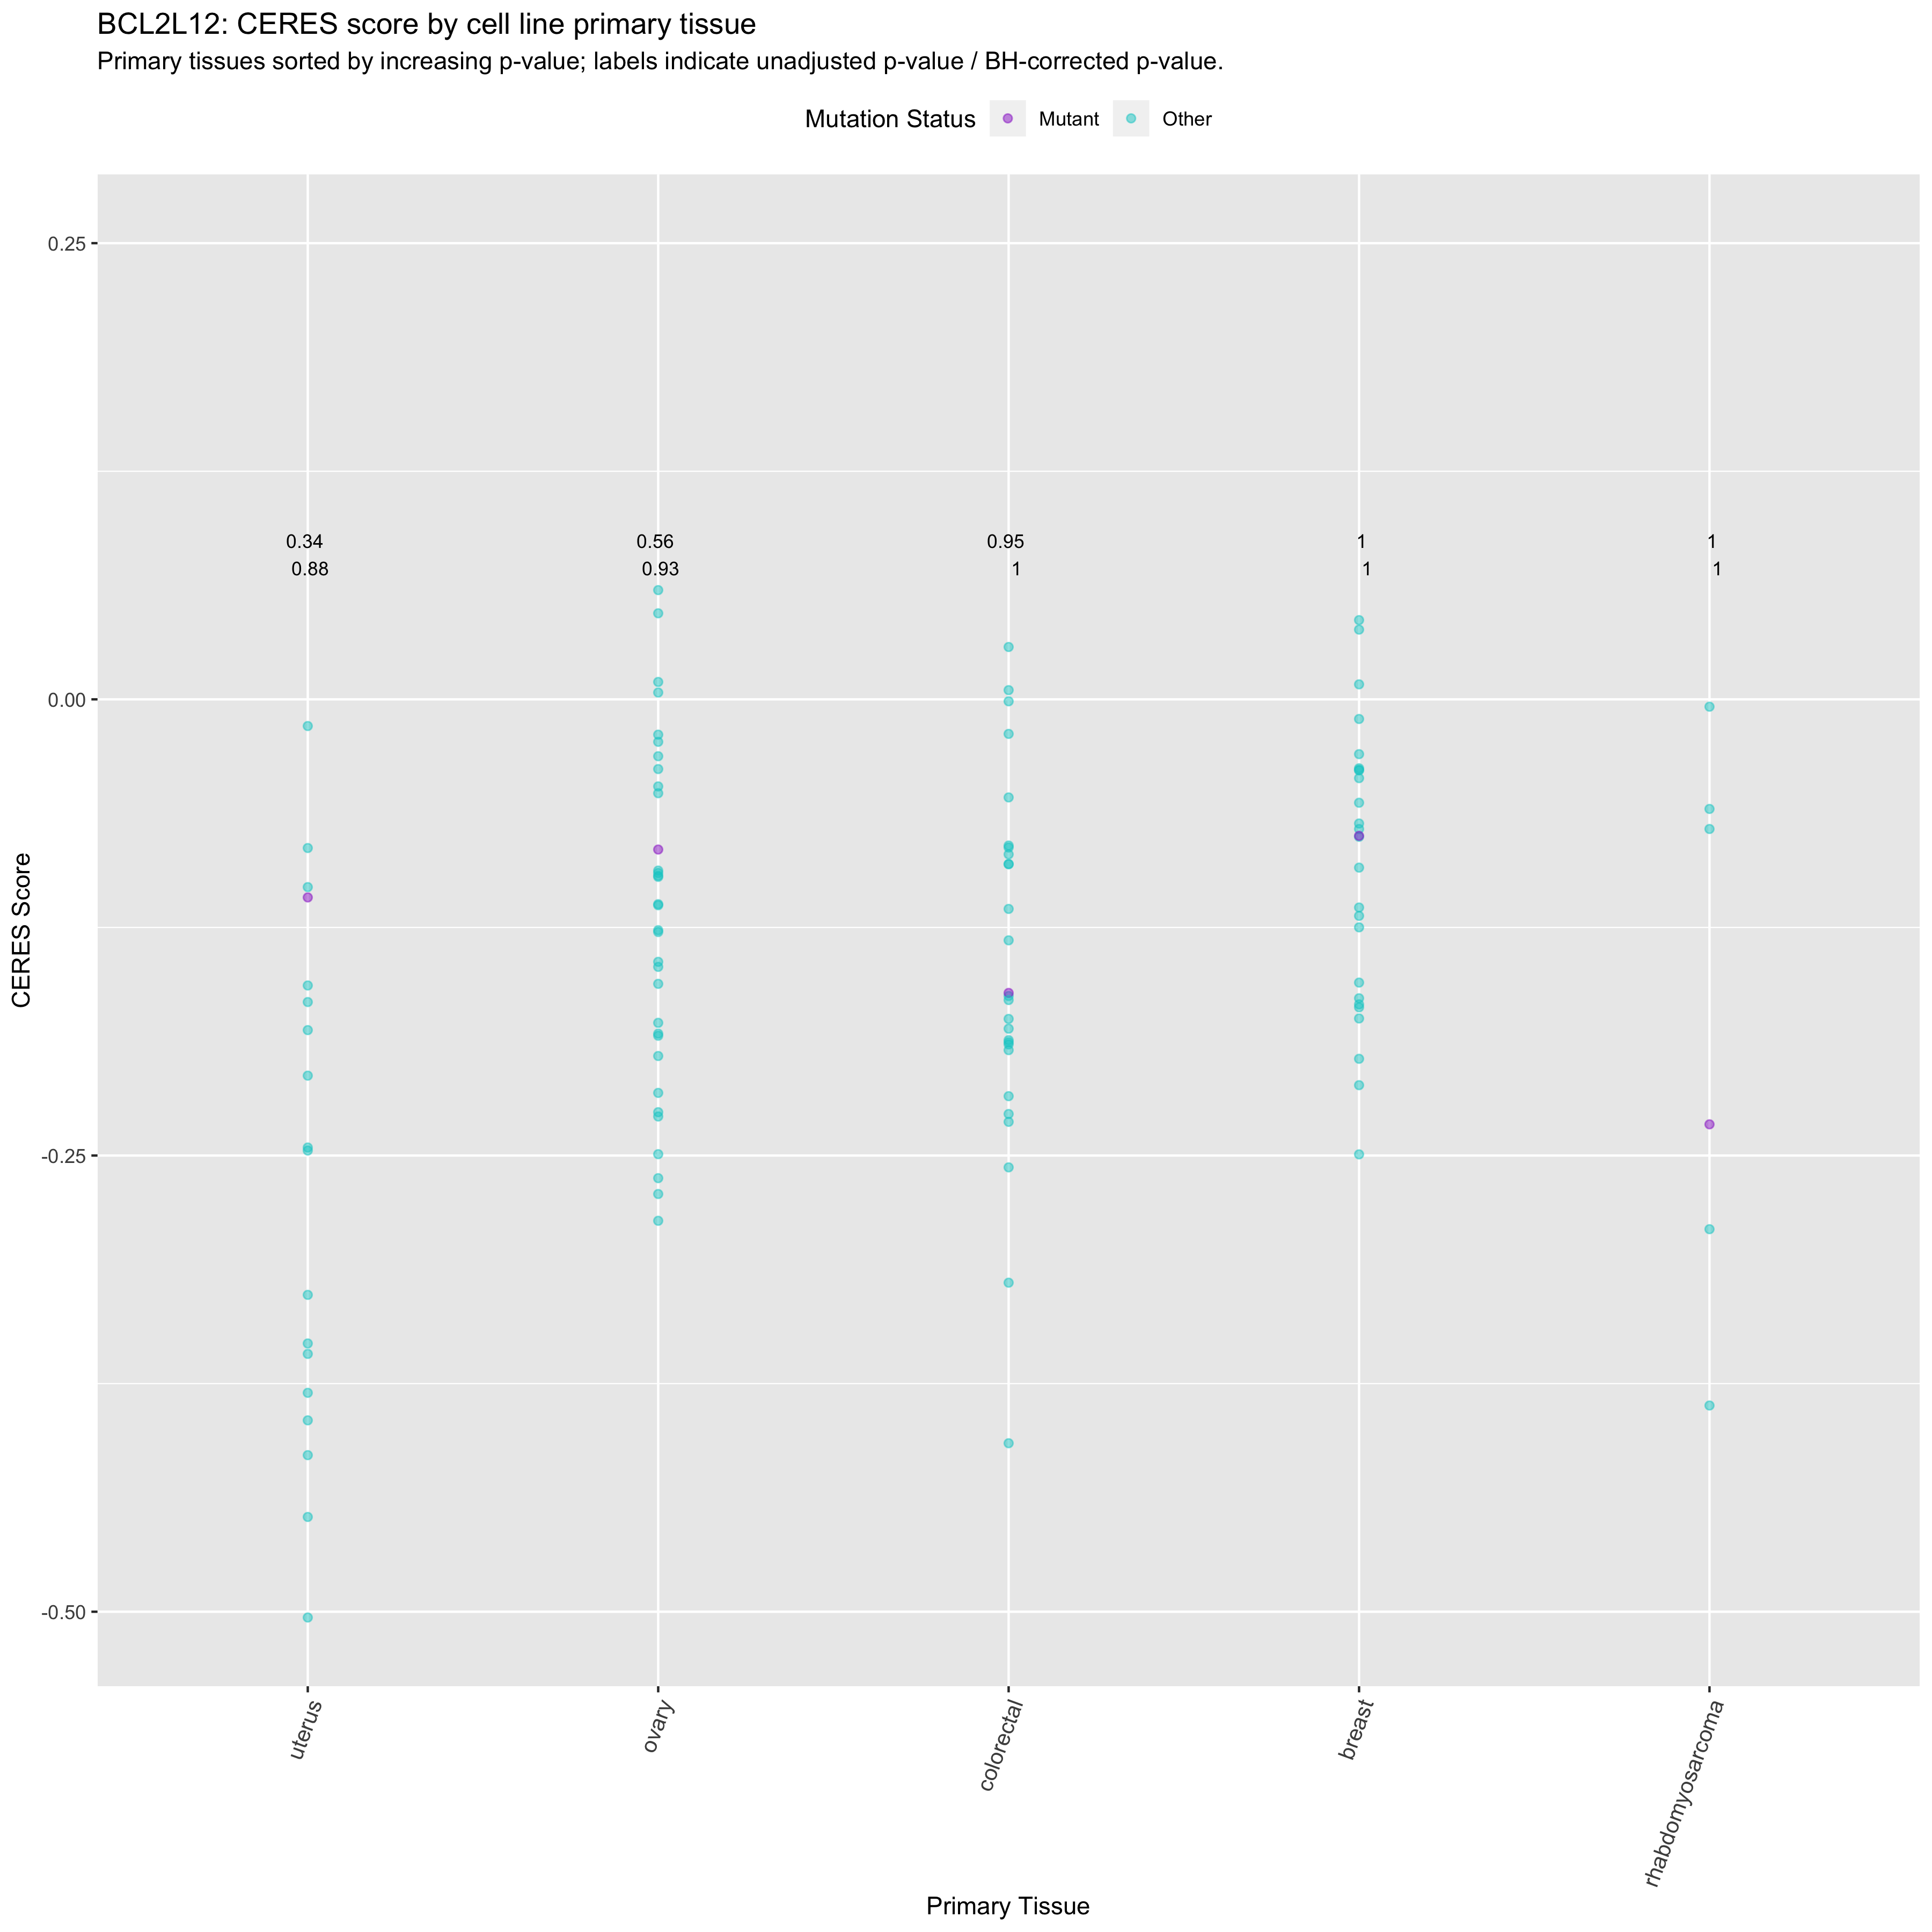 BCL2L12: CERES score by cell line primary tissue
Primary tissues sorted by increasing p-value; labels indicate unadjusted p-value / BH-corrected p-value.
Mutation Status Mutant Other
0.25
0.34 0.56 0.95 1 1
0.88 0.93 1 1 1
0.00
CERES Score
-0.25
-0.50
uterus ovary colorectal breast rhabdomyosarcoma
Primary Tissue